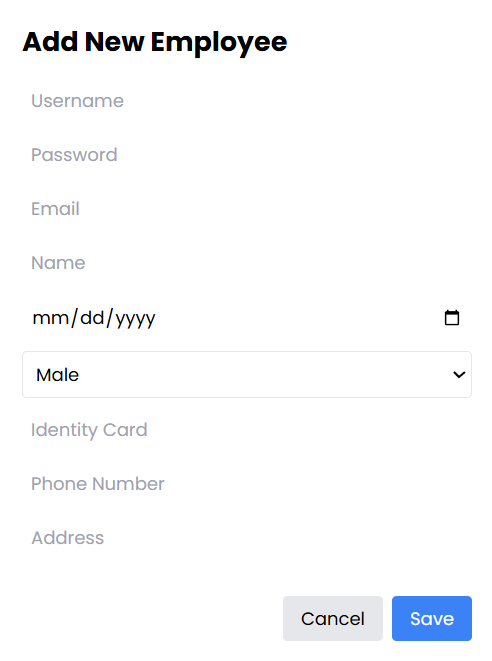 Add New Employee
Username
Password
Email
Name
mm/dd/yyyy
Male
Identity Card
Phone Number
Address
Cancel Save